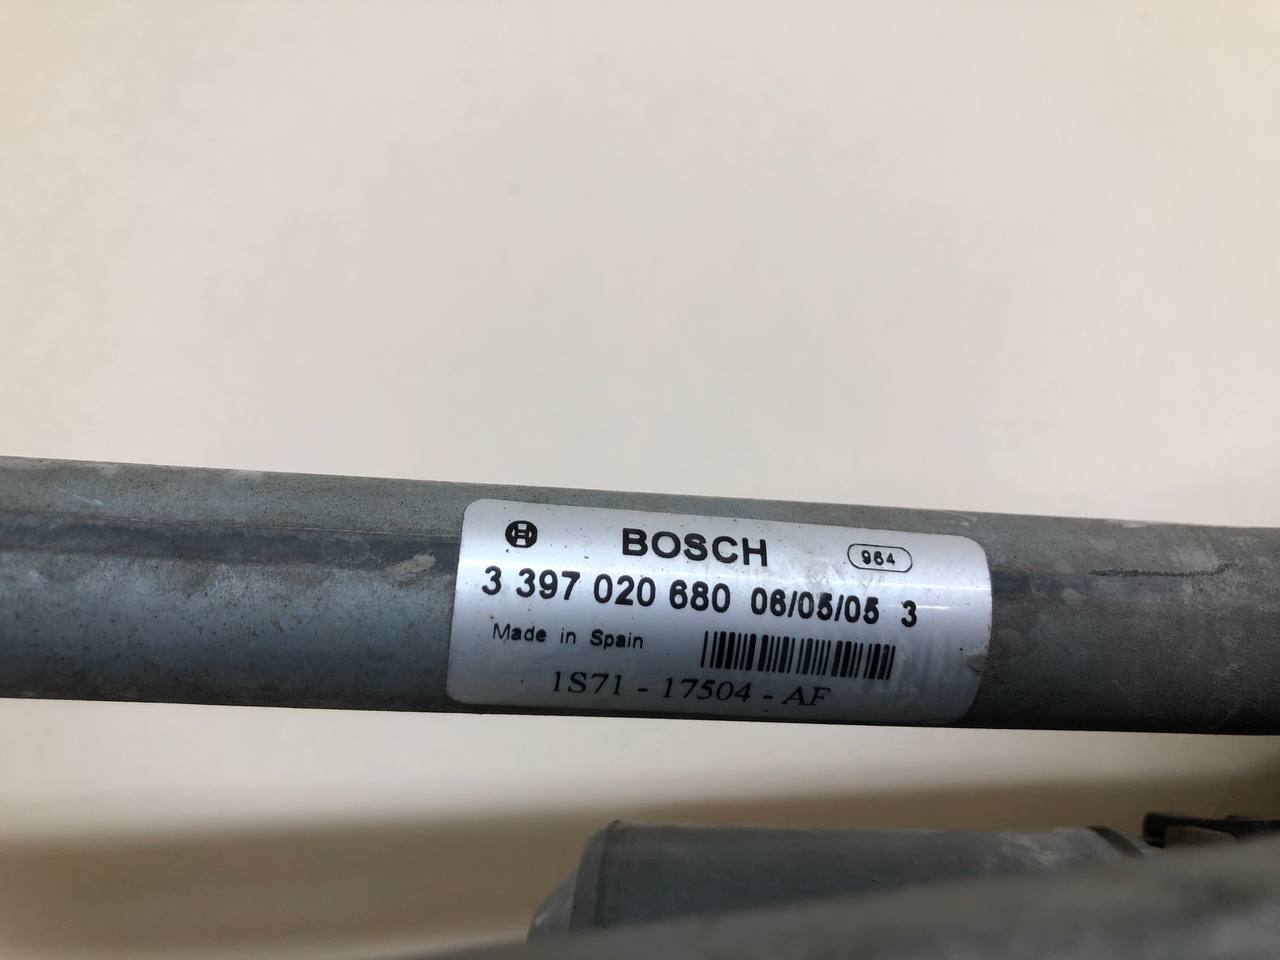 BOSCH 964
3 397 020 680 06/05/05 3
Made in Spain
1S71 - 17504 - AF